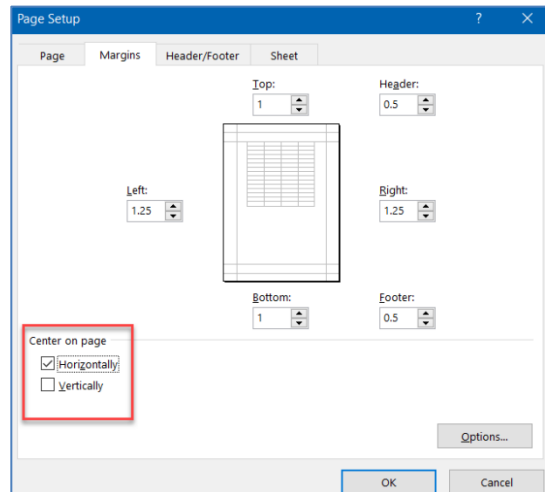 Page Setup ? ✕
Page Margins Header/Footer Sheet
Top: Header:
1 0.5
Left: Right:
1.25 1.25
Bottom: Footer:
1 0.5
Center on page
Horizontally
Vertically
Options...
OK Cancel